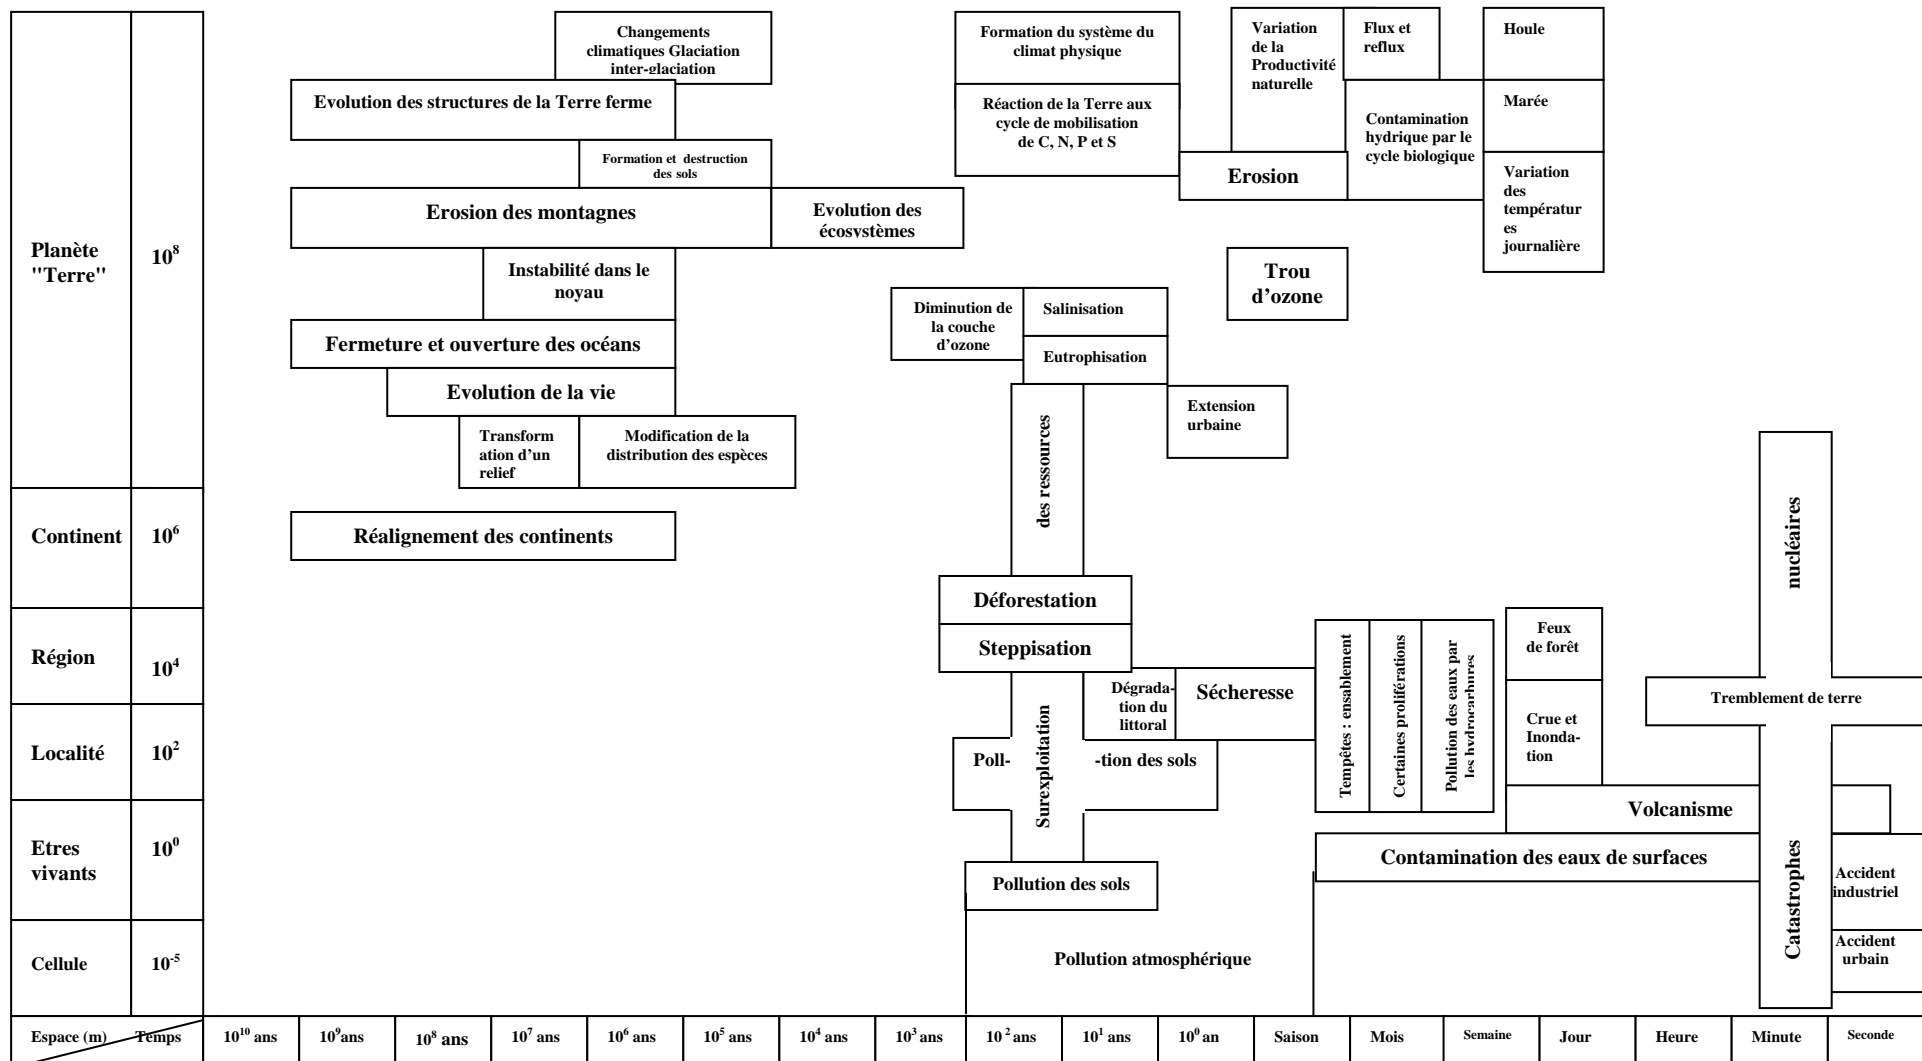 Changements
climatiques Glaciation
inter-glaciation
Formation du système du
climat physique
Variation
de la
Productivité
naturelle
Flux et
reflux
Houle
Evolution des structures de la Terre ferme
Réaction de la Terre aux
cycle de mobilisation
de C, N, P et S
Contamination
hydrique par le
cycle biologique
Marée
Formation et destruction
des sols
Erosion
Variation
des
températur
es
journalière
Erosion des montagnes
Evolution des
écosystèmes
Planète
"Terre"
10⁸
Instabilité dans le
noyau
Trou
d’ozone
Diminution de
la couche
d’ozone
Salinisation
Fermeture et ouverture des océans
Eutrophisation
Evolution de la vie
Extension
urbaine
Transform
ation d’un
relief
Modification de la
distribution des espèces
des ressources
nucléaires
Continent
10⁶
Réalignement des continents
Déforestation
Steppisation
Région
10⁴
Feux
de forêt
Tempêtes : ensablement
Certaines proliférations
Pollution des eaux par
les hydrocarbures
Dégrada-
tion du
littoral
Sécheresse
Tremblement de terre
Crue et
Inonda-
tion
Localité
10²
Poll-
-tion des sols
Surexploitation
Volcanisme
Etres
vivants
10⁰
Contamination des eaux de surfaces
Catastrophes
Accident
industriel
Pollution des sols
Cellule
10⁻⁵
Pollution atmosphérique
Accident
urbain
Espace (m)
Temps
10¹⁰ ans
10⁹ans
10⁸ ans
10⁷ ans
10⁶ ans
10⁵ ans
10⁴ ans
10³ ans
10² ans
10¹ ans
10⁰ an
Saison
Mois
Semaine
Jour
Heure
Minute
Seconde